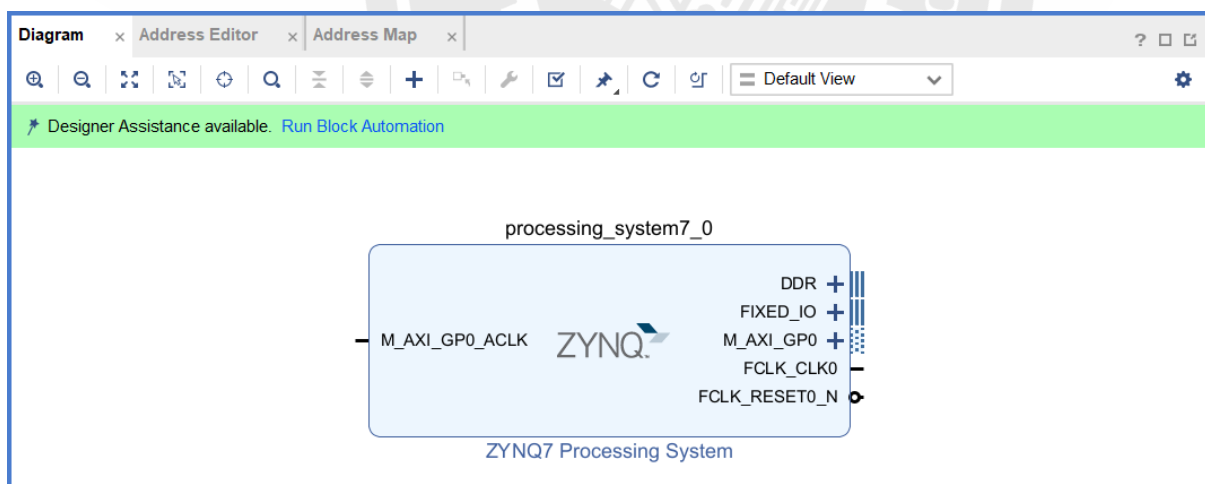 Diagram × Address Editor × Address Map ×
?
Default View
Designer Assistance available. Run Block Automation
processing_system7_0
DDR
FIXED_IO
M_AXI_GP0_ACLK ZYNQ. M_AXI_GP0
FCLK_CLK0
FCLK_RESET0_N
ZYNQ7 Processing System